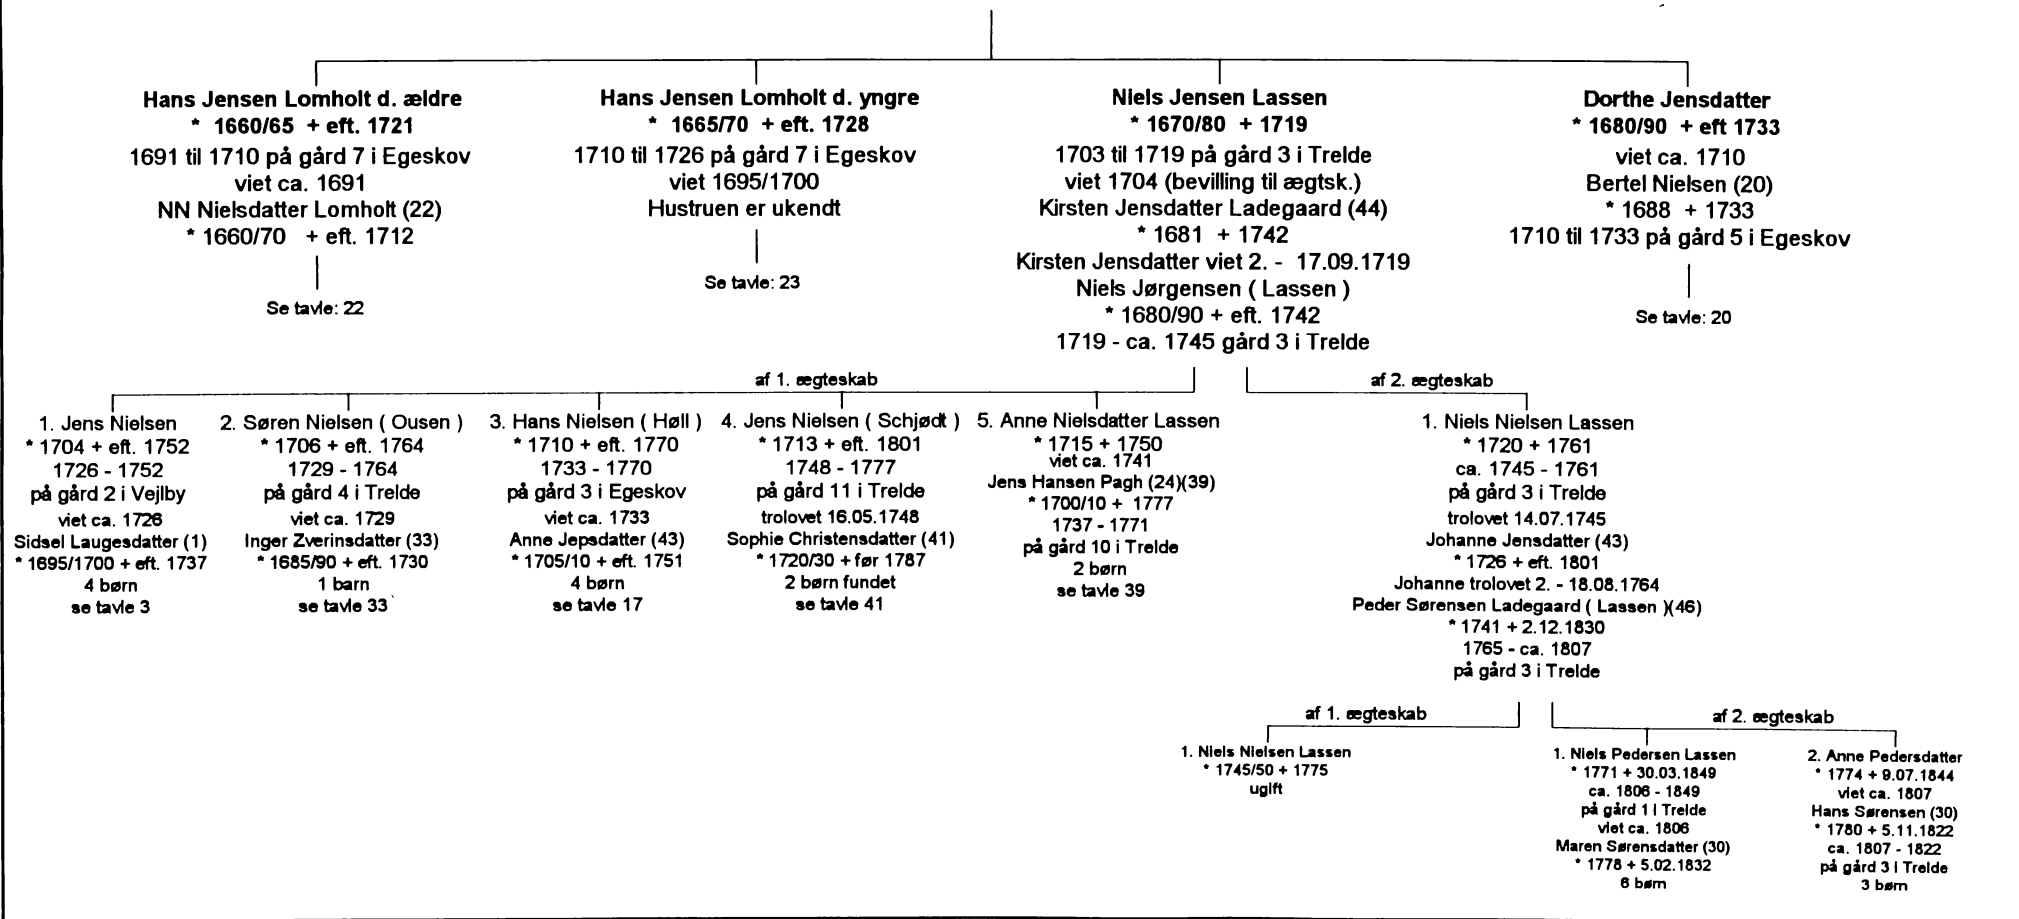 Hans Jensen Lomholt d. ældre
* 1660/65 + eft. 1721
1691 til 1710 på gård 7 i Egeskov
viet ca. 1691
NN Nielsdatter Lomholt (22)
* 1660/70 + eft. 1712
Se tavle: 22
Hans Jensen Lomholt d. yngre
* 1665/70 + eft. 1728
1710 til 1726 på gård 7 i Egeskov
viet 1695/1700
Hustruen er ukendt
Se tavle: 23
Niels Jensen Lassen
* 1670/80 + 1719
1703 til 1719 på gård 3 i Trelde
viet 1704 (bevilling til ægtsk.)
Kirsten Jensdatter Ladegaard (44)
* 1681 + 1742
Kirsten Jensdatter viet 2. - 17.09.1719
Niels Jørgensen ( Lassen )
* 1680/90 + eft. 1742
1719 - ca. 1745 gård 3 i Trelde
Dorthe Jensdatter
* 1680/90 + eft 1733
viet ca. 1710
Bertel Nielsen (20)
* 1688 + 1733
1710 til 1733 på gård 5 i Egeskov
Se tavle: 20
af 1. ægteskab
1. Jens Nielsen
* 1704 + eft. 1752
1726 - 1752
på gård 2 i Vejlby
viet ca. 1726
Sidsel Laugesdatter (1)
* 1695/1700 + eft. 1737
4 børn
se tavle 3
2. Søren Nielsen ( Ousen )
* 1706 + eft. 1764
1729 - 1764
på gård 4 i Trelde
viet ca. 1729
Inger Zverinsdatter (33)
* 1685/90 + eft. 1730
1 barn
se tavle 33
3. Hans Nielsen ( Høll )
* 1710 + eft. 1770
1733 - 1770
på gård 3 i Egeskov
viet ca. 1733
Anne Jepsdatter (43)
* 1705/10 + eft. 1751
4 børn
se tavle 17
4. Jens Nielsen ( Schjødt )
* 1713 + eft. 1801
1748 - 1777
på gård 11 i Trelde
trolovet 16.05.1748
Sophie Christensdatter (41)
* 1720/30 + før 1787
2 børn fundet
se tavle 41
5. Anne Nielsdatter Lassen
* 1715 + 1750
viet ca. 1741
Jens Hansen Pagh (24)(39)
* 1700/10 + 1777
1737 - 1771
på gård 10 i Trelde
2 børn
se tavle 39
af 2. ægteskab
1. Niels Nielsen Lassen
* 1720 + 1761
ca. 1745 - 1761
på gård 3 i Trelde
trolovet 14.07.1745
Johanne Jensdatter (43)
* 1726 + eft. 1801
Johanne trolovet 2. - 18.08.1764
Peder Sørensen Ladegaard ( Lassen )(46)
* 1741 + 2.12.1830
1765 - ca. 1807
på gård 3 i Trelde
af 1. ægteskab
1. Niels Nielsen Lassen
* 1745/50 + 1775
ugift
af 2. ægteskab
1. Niels Pedersen Lassen
* 1771 + 30.03.1849
ca. 1806 - 1849
på gård 1 i Trelde
viet ca. 1806
Maren Sørensdatter (30)
* 1778 + 5.02.1832
6 børn
2. Anne Pedersdatter
* 1774 + 9.07.1844
viet ca. 1807
Hans Sørensen (30)
* 1780 + 5.11.1822
ca. 1807 - 1822
på gård 3 i Trelde
3 børn